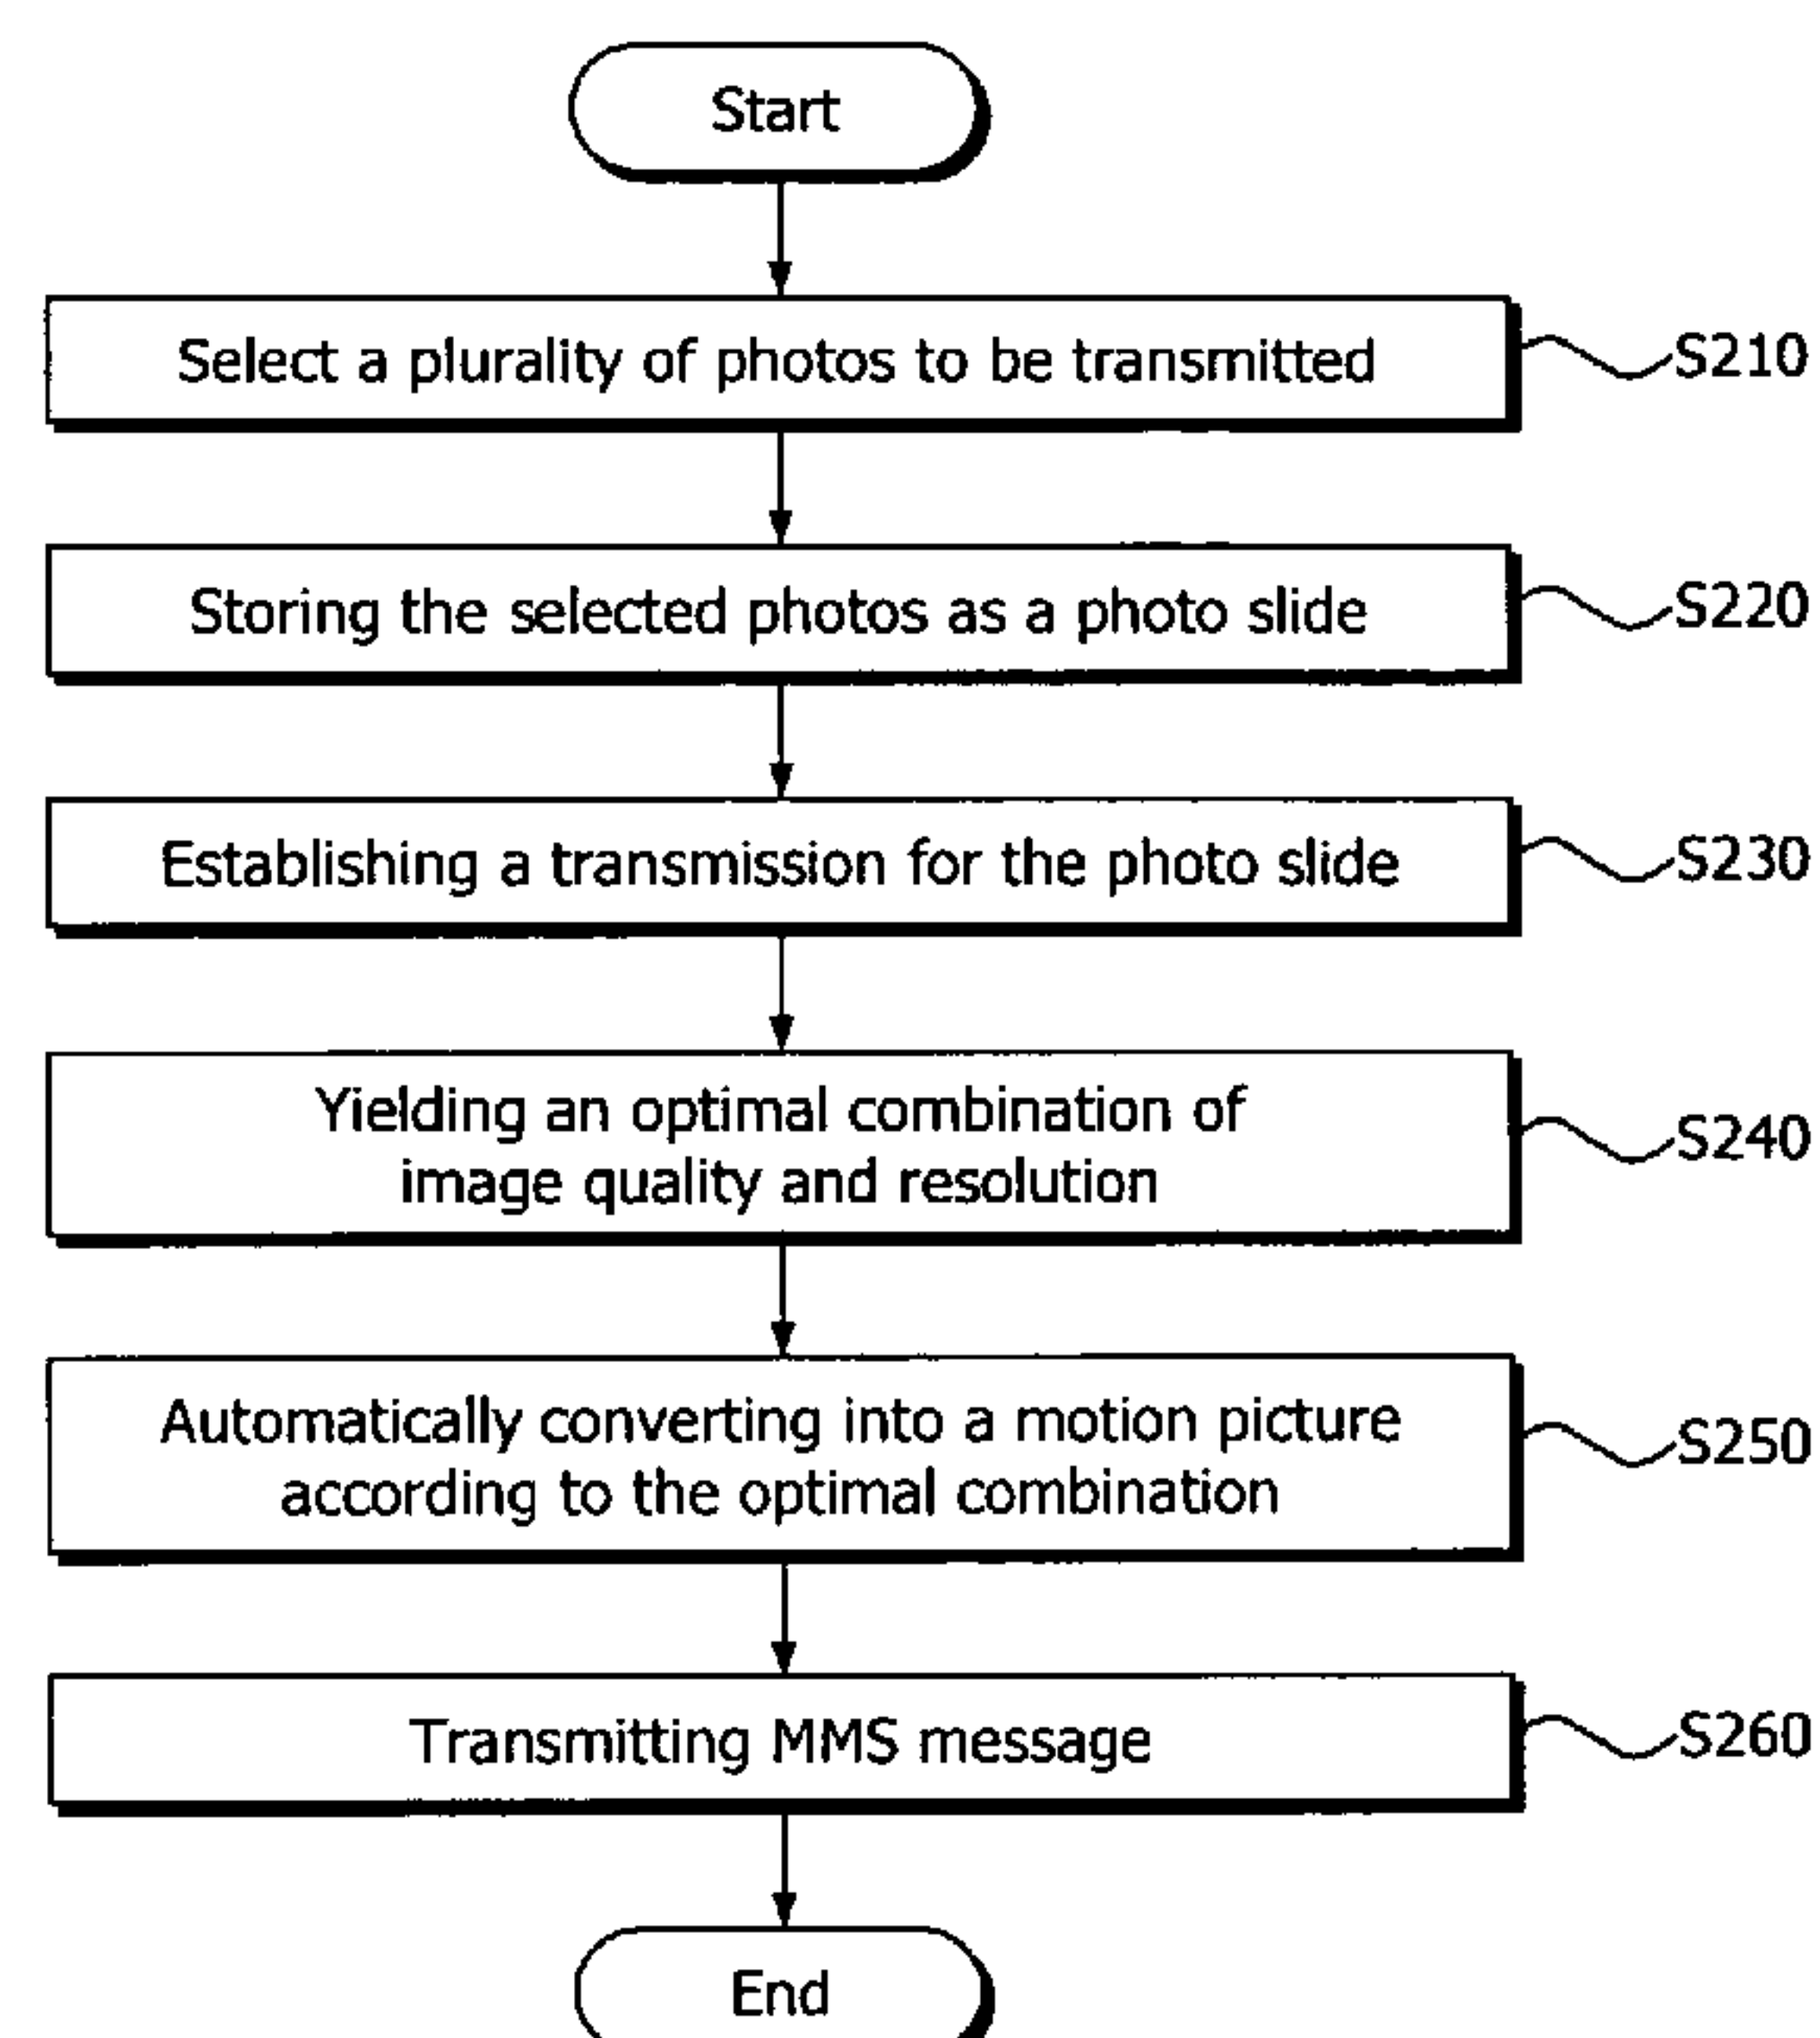 Start
Select a plurality of photos to be transmitted
S210
Storing the selected photos as a photo slide
S220
Establishing a transmission for the photo slide
S230
Yielding an optimal combination of
image quality and resolution
S240
Automatically converting into a motion picture
according to the optimal combination
S250
Transmitting MMS message
S260
End